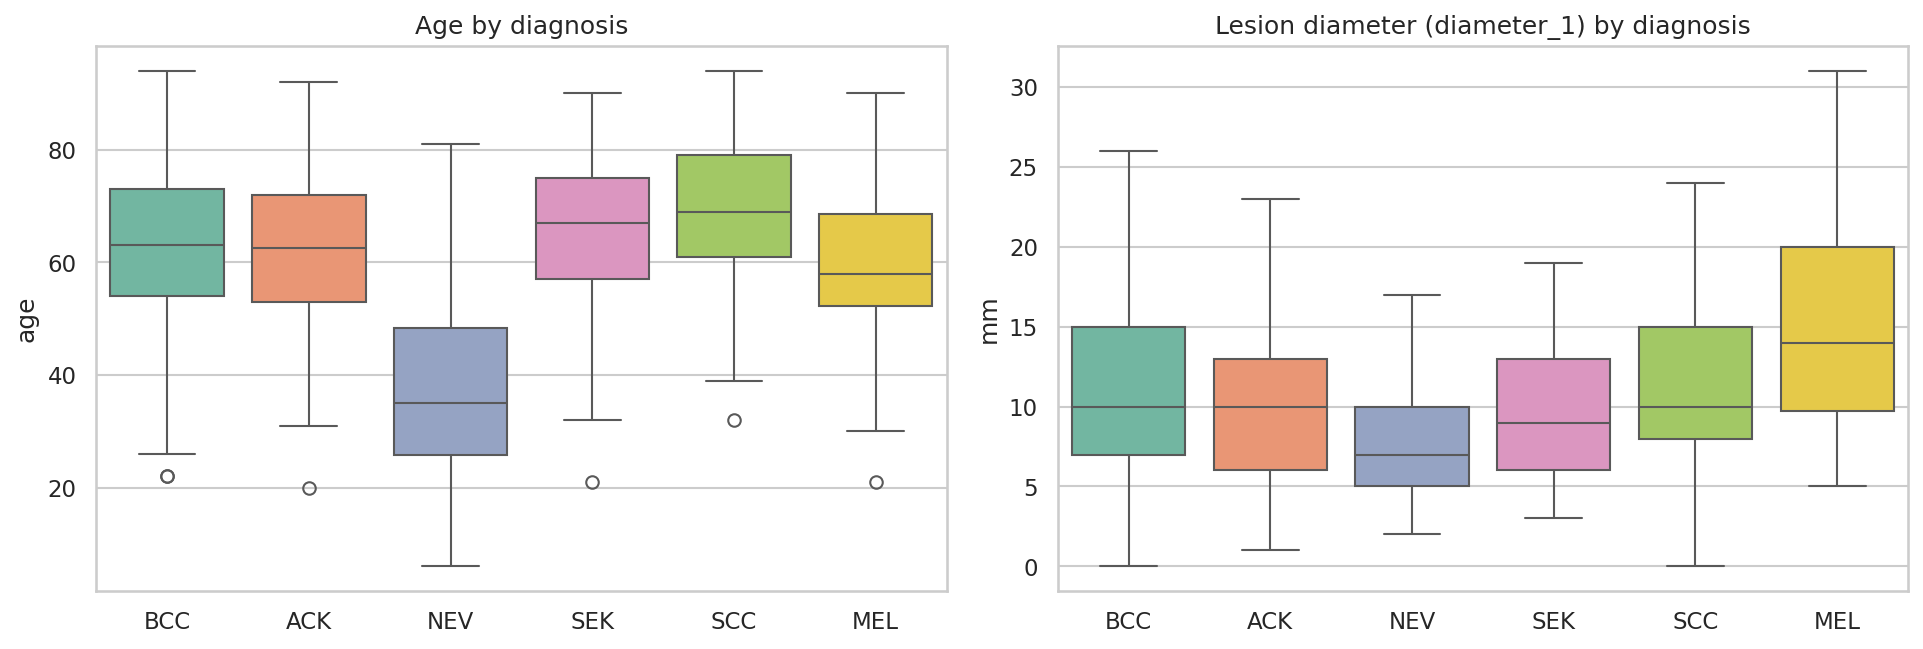 Age by diagnosis
age
80
60
40
20
BCC ACK NEV SEK SCC MEL
Lesion diameter (diameter_1) by diagnosis
mm
30
25
20
15
10
5
0
BCC ACK NEV SEK SCC MEL